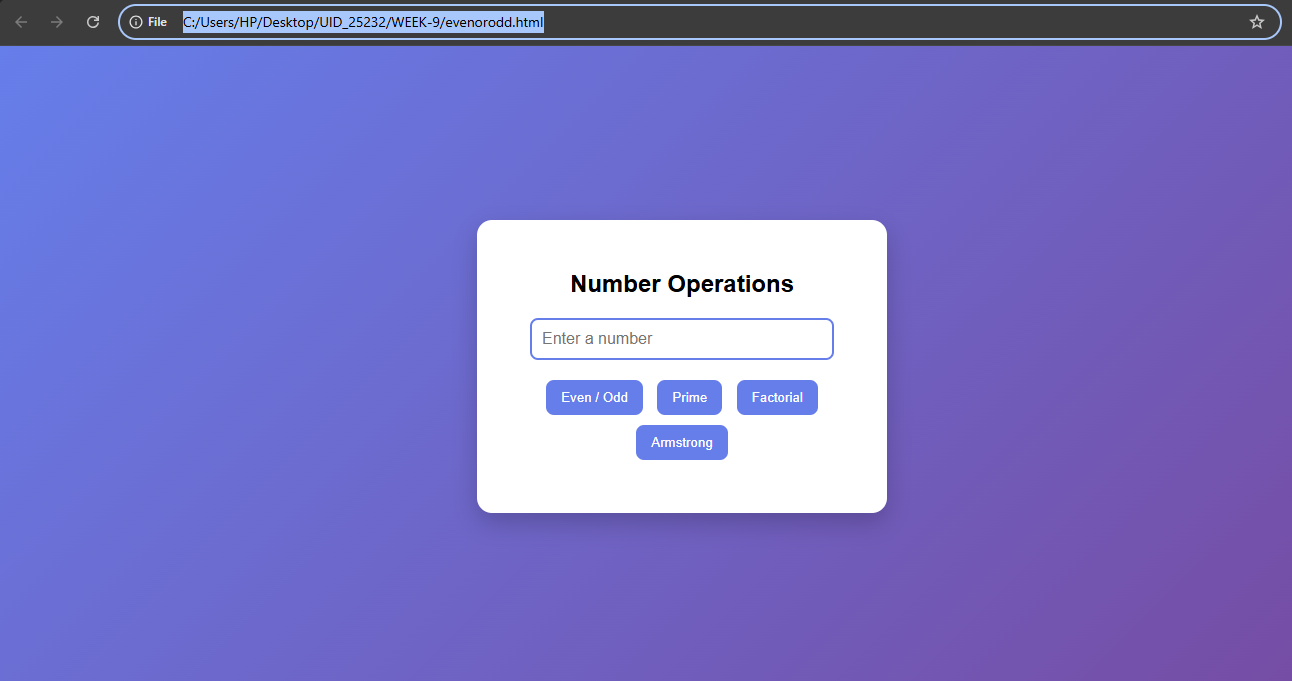 File C:/Users/HP/Desktop/UID_25232/WEEK-9/evenorodd.html
Number Operations
Enter a number
Even / Odd Prime Factorial
Armstrong